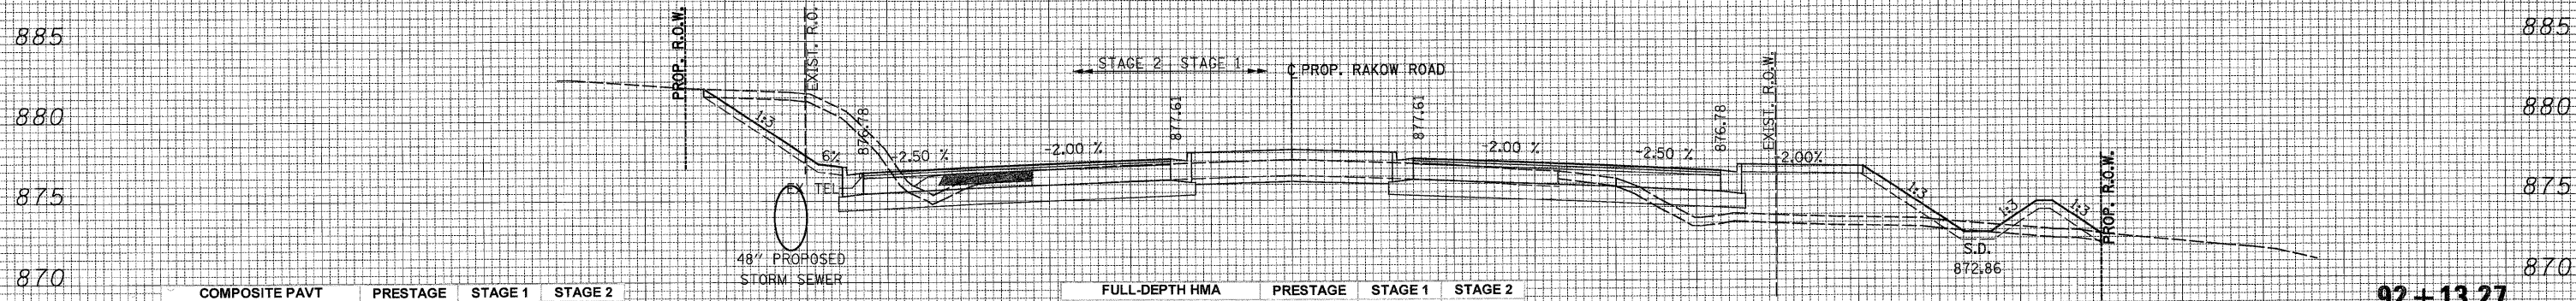 885
880
875
870
PROP. R.O.W.
EXIST. R.O.
1:3
6%
876.78
-2.50 %
-2.00 %
877.61
STAGE 2 STAGE 1
℄ PROP. RAKOW ROAD
877.61
-2.00 %
-2.50 %
876.78
EXIST. R.O.W.
-2.00%
1:3
1:3
1:3
PROP. R.O.W.
EX TEL
48" PROPOSED
STORM SEWER
S.D.
872.86
885
880
875
870
COMPOSITE PAVT PRESTAGE STAGE 1 STAGE 2
FULL-DEPTH HMA PRESTAGE STAGE 1 STAGE 2
92+13.27